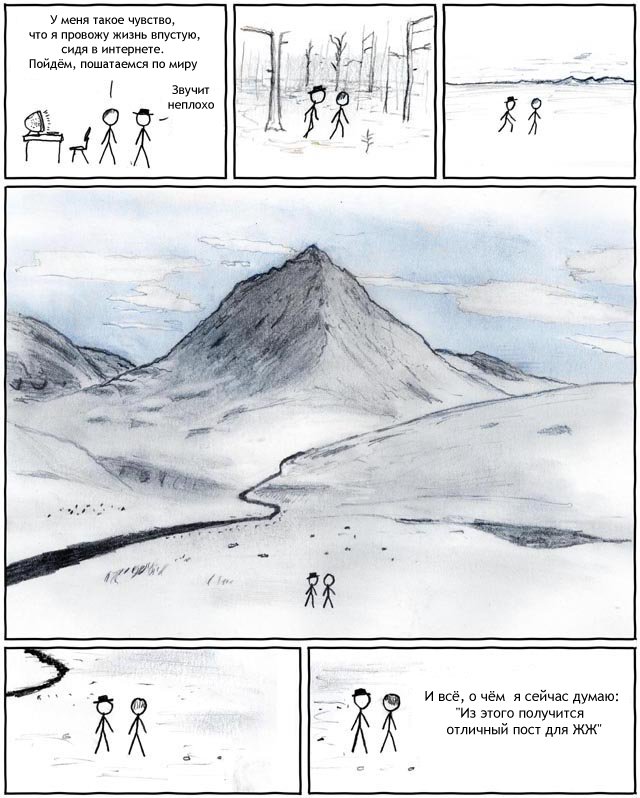 У меня такое чувство,
что я провожу жизнь впустую,
сидя в интернете.
Пойдём, пошатаемся по миру
Звучит
неплохо
И всё, о чём я сейчас думаю:
"Из этого получится
отличный пост для ЖЖ"